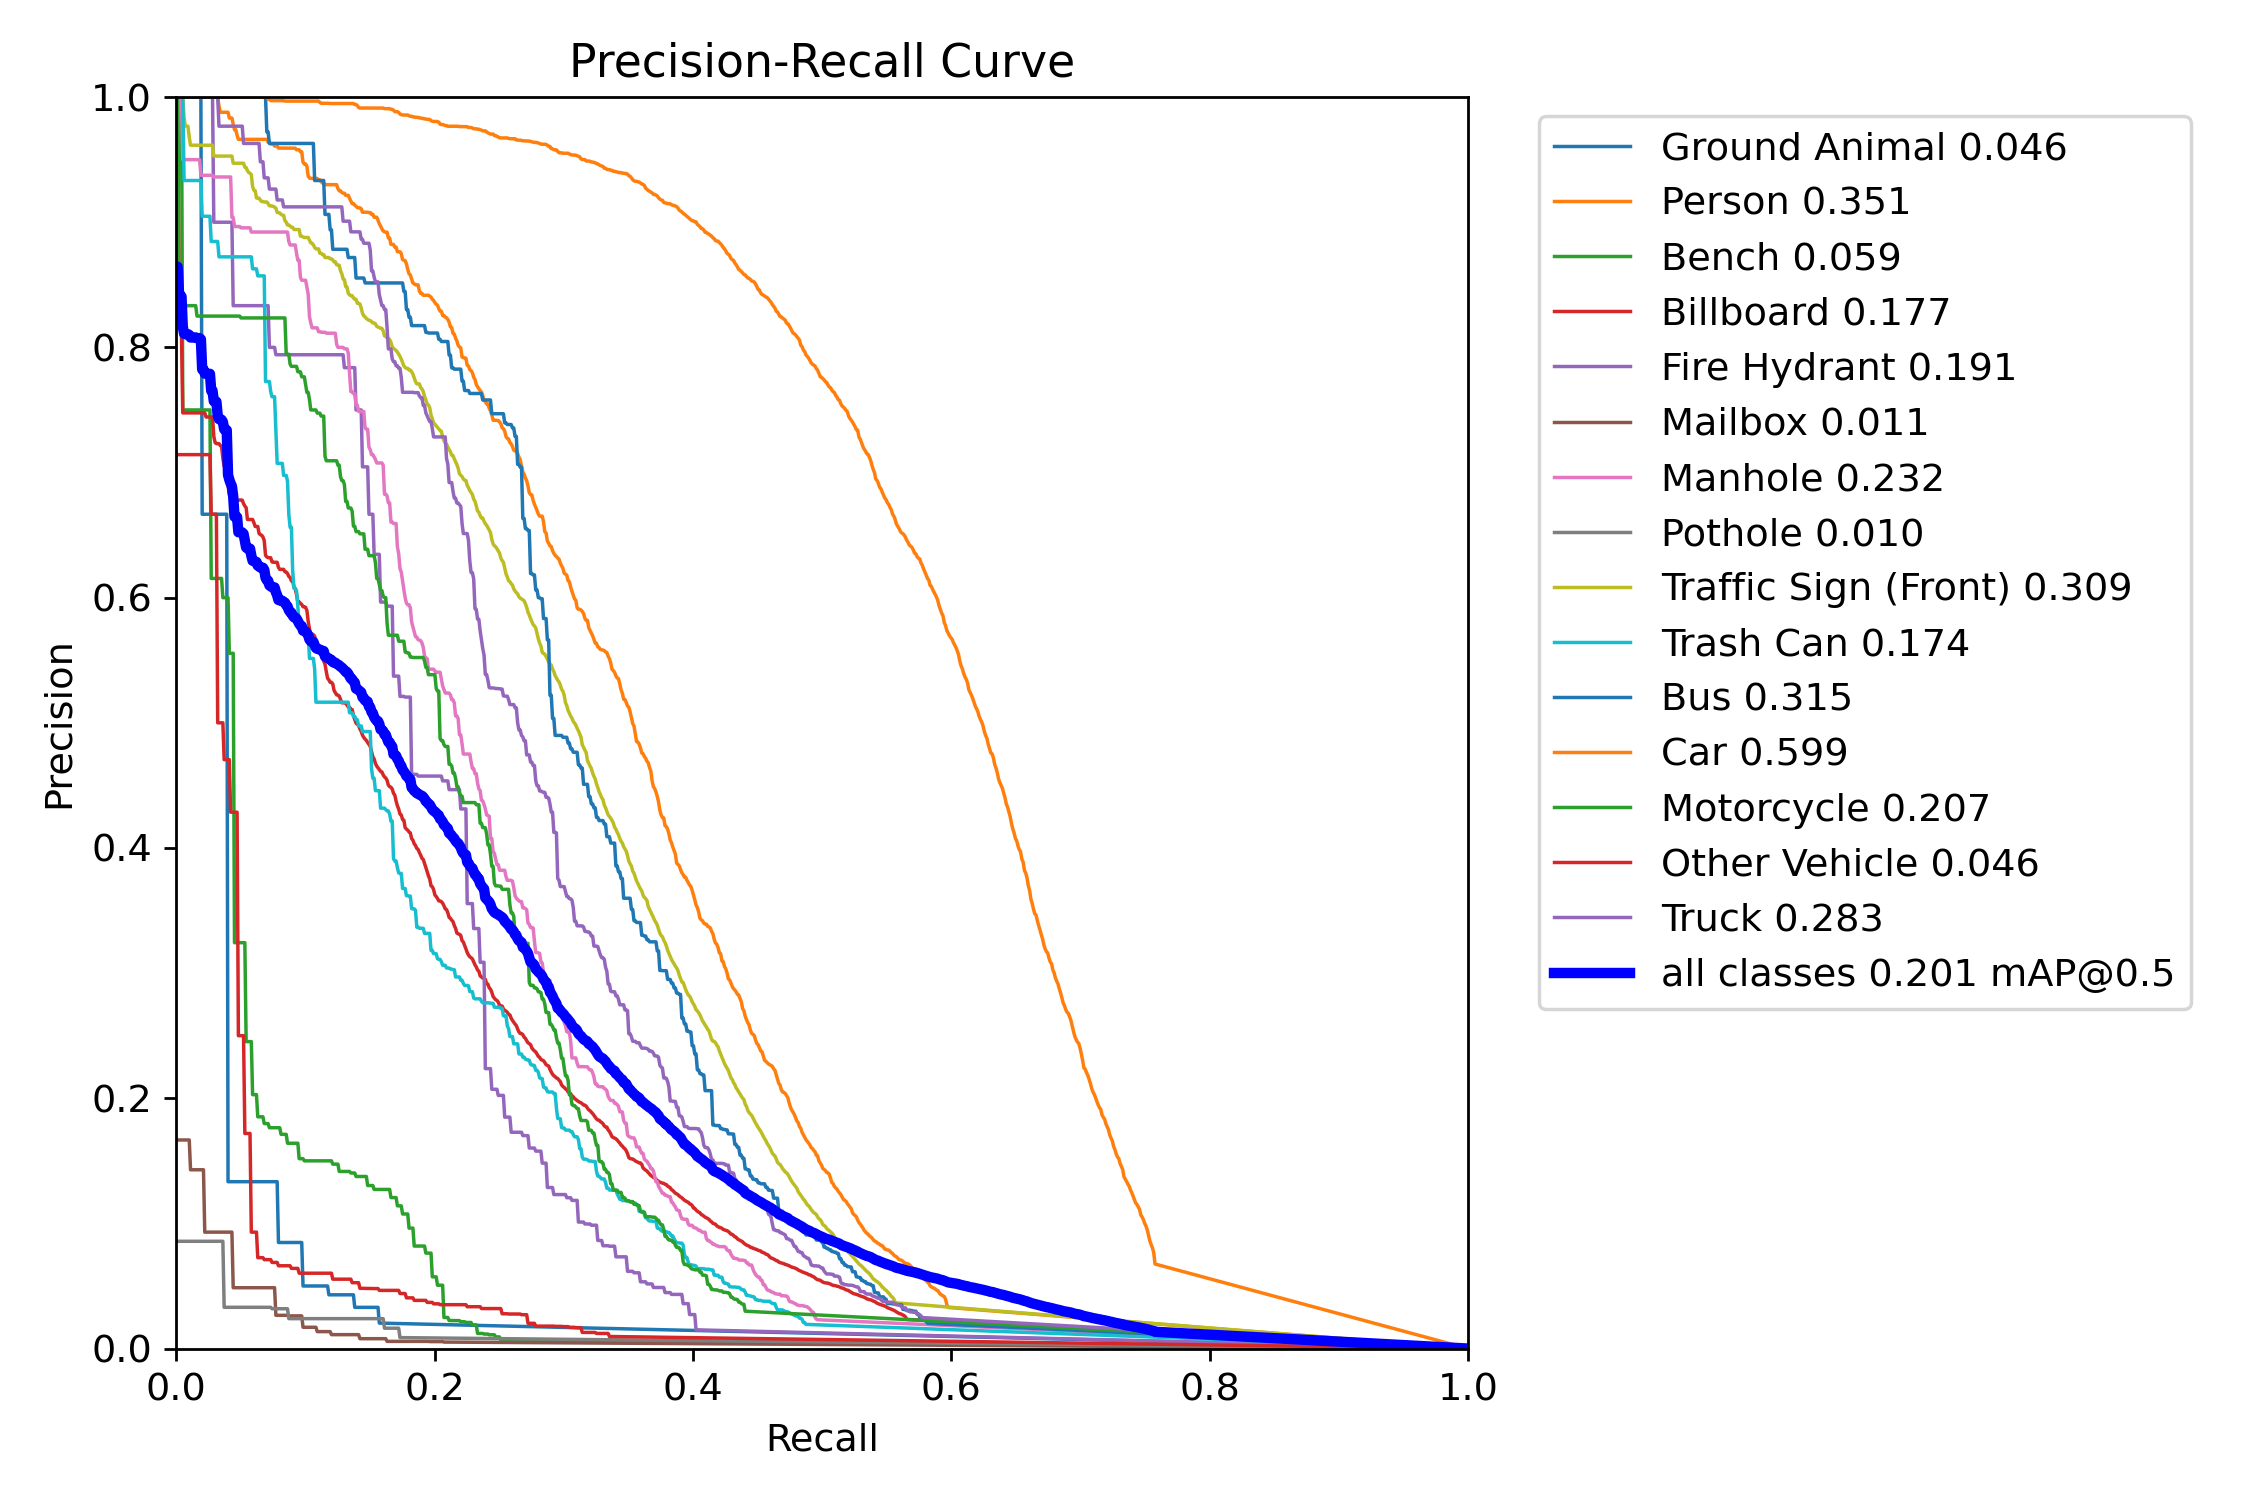 Precision-Recall Curve
1.0
0.8
0.6
0.4
0.2
0.0
Precision
0.0 0.2 0.4 0.6 0.8 1.0
Recall
Ground Animal 0.046
Person 0.351
Bench 0.059
Billboard 0.177
Fire Hydrant 0.191
Mailbox 0.011
Manhole 0.232
Pothole 0.010
Traffic Sign (Front) 0.309
Trash Can 0.174
Bus 0.315
Car 0.599
Motorcycle 0.207
Other Vehicle 0.046
Truck 0.283
all classes 0.201 mAP@0.5